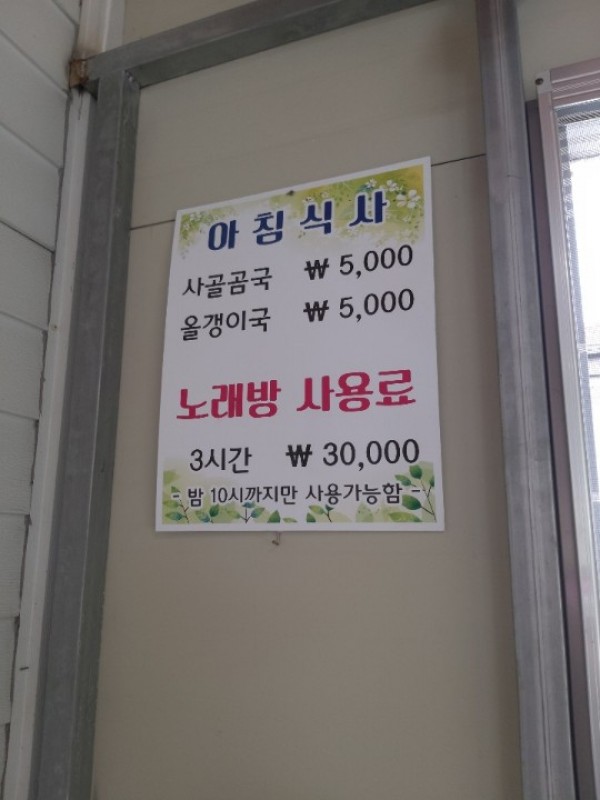 아침식사
사골곰국 ₩ 5,000
올갱이국 ₩ 5,000
노래방 사용료
3시간 ₩ 30,000
- 밤 10시까지만 사용가능함 -